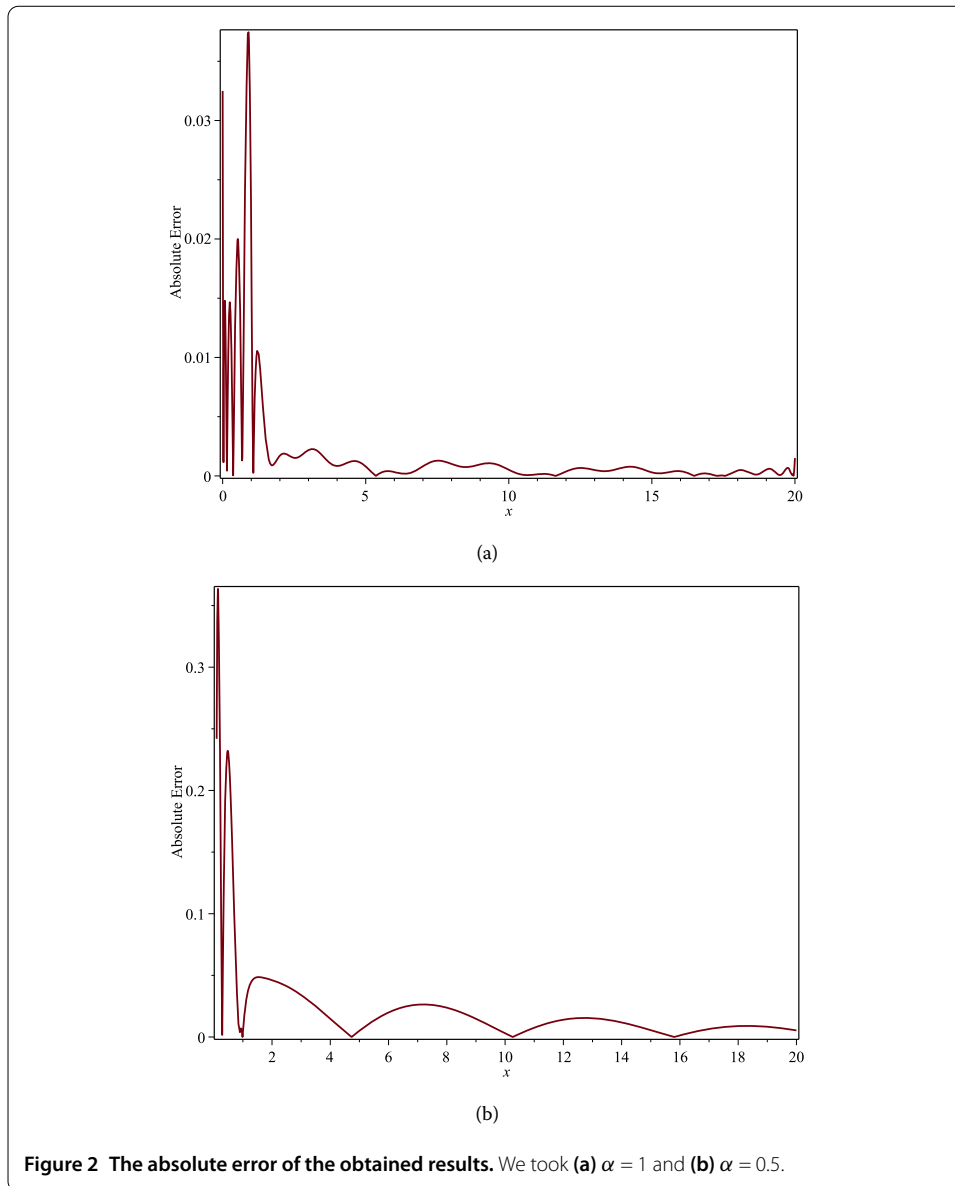 0.03
0.02
Absolute Error
0.01
0
0 5 10 15 20
x
(a)
0.3
0.2
Absolute Error
0.1
0
2 4 6 8 10 12 14 16 18 20
x
(b)
Figure 2 The absolute error of the obtained results. We took (a) α = 1 and (b) α = 0.5.